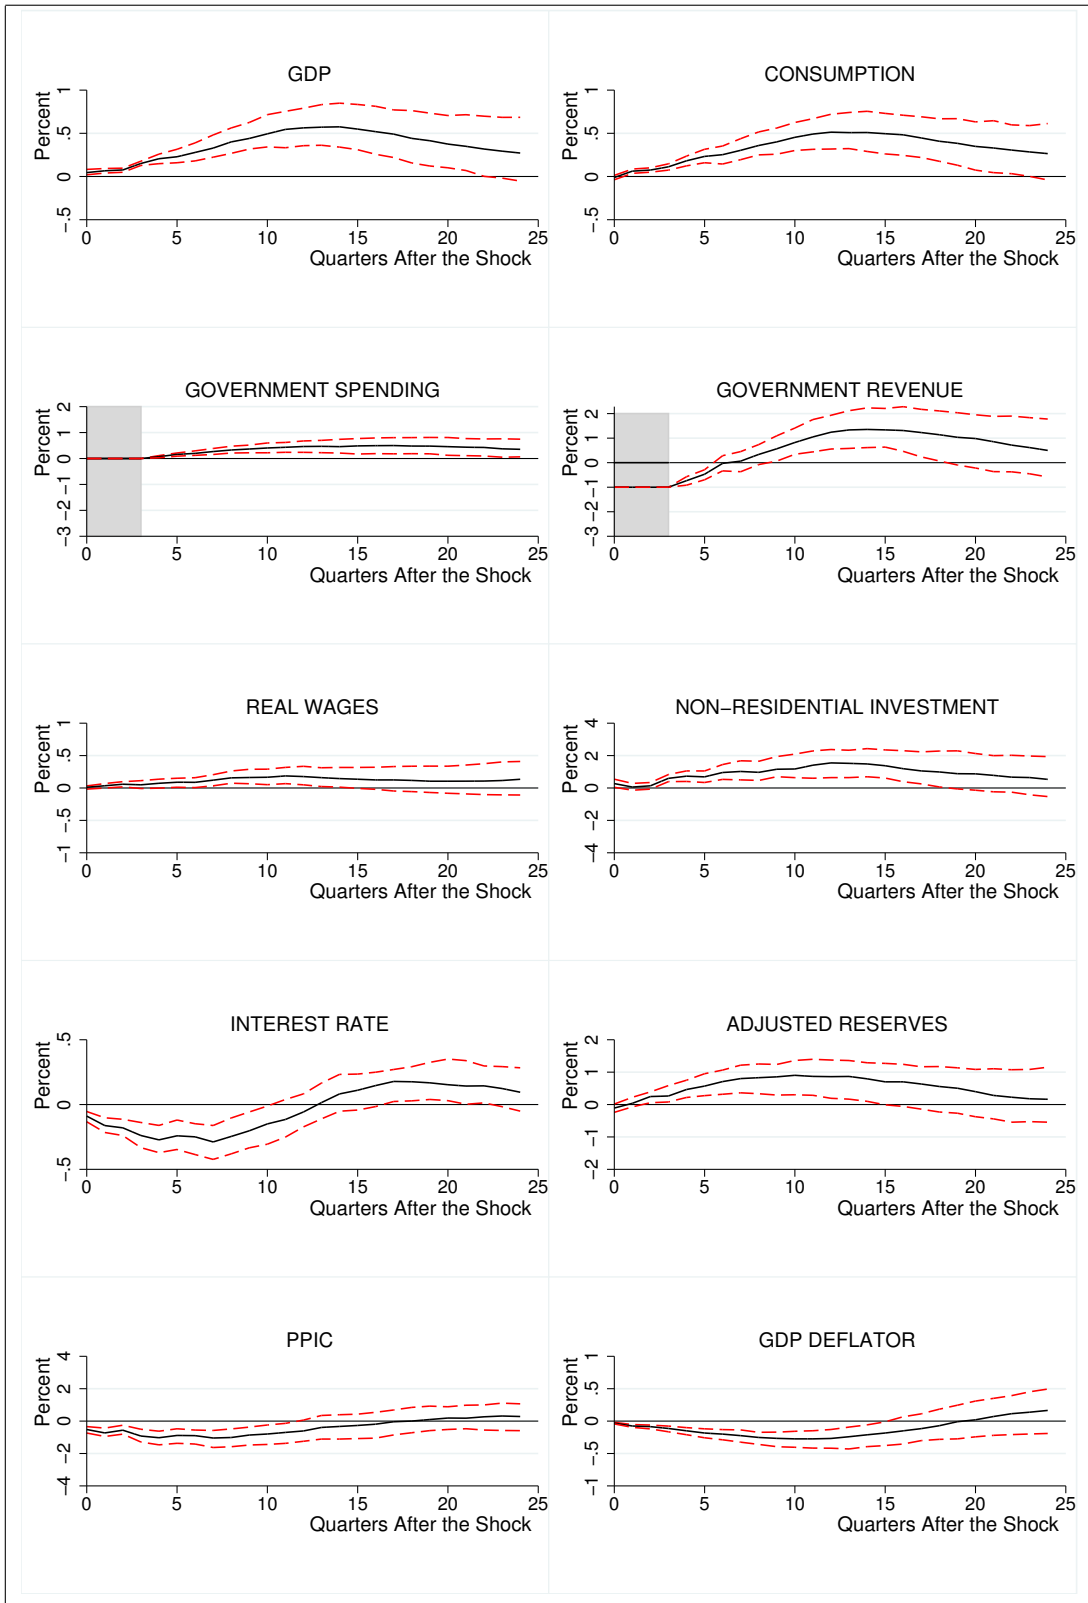 GDP
Percent
1
.5
0
-.5
0 5 10 15 20 25
Quarters After the Shock
CONSUMPTION
Percent
1
.5
0
-.5
0 5 10 15 20 25
Quarters After the Shock
GOVERNMENT SPENDING
Percent
2
1
0
-1
-2
-3
0 5 10 15 20 25
Quarters After the Shock
GOVERNMENT REVENUE
Percent
2
1
0
-1
-2
-3
0 5 10 15 20 25
Quarters After the Shock
REAL WAGES
Percent
1
.5
0
-.5
-1
0 5 10 15 20 25
Quarters After the Shock
NON-RESIDENTIAL INVESTMENT
Percent
4
2
0
-2
-4
0 5 10 15 20 25
Quarters After the Shock
INTEREST RATE
Percent
.5
0
-.5
0 5 10 15 20 25
Quarters After the Shock
ADJUSTED RESERVES
Percent
2
1
0
-1
-2
0 5 10 15 20 25
Quarters After the Shock
PPIC
Percent
4
2
0
-2
-4
0 5 10 15 20 25
Quarters After the Shock
GDP DEFLATOR
Percent
1
.5
0
-.5
-1
0 5 10 15 20 25
Quarters After the Shock